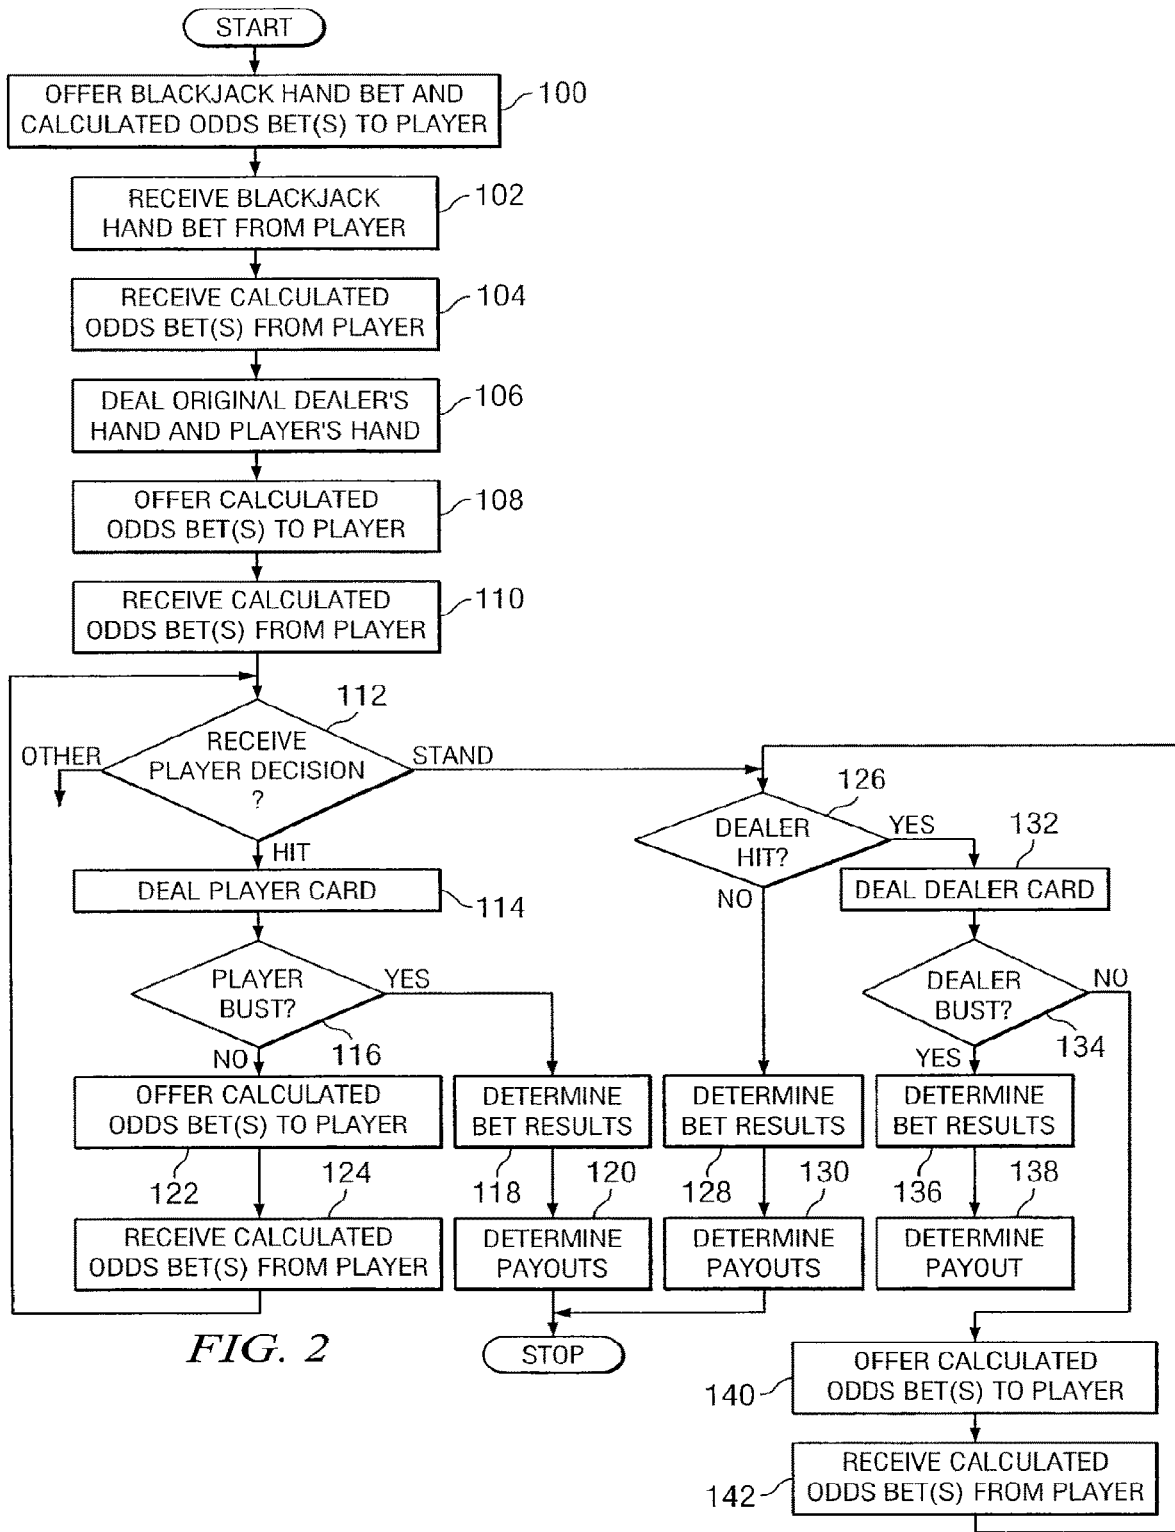 START
OFFER BLACKJACK HAND BET AND
CALCULATED ODDS BET(S) TO PLAYER
100
RECEIVE BLACKJACK
HAND BET FROM PLAYER
102
RECEIVE CALCULATED
ODDS BET(S) FROM PLAYER
104
DEAL ORIGINAL DEALER'S
HAND AND PLAYER'S HAND
106
OFFER CALCULATED
ODDS BET(S) TO PLAYER
108
RECEIVE CALCULATED
ODDS BET(S) FROM PLAYER
110
112
OTHER
RECEIVE
PLAYER DECISION
?
STAND
HIT
DEAL PLAYER CARD
114
PLAYER
BUST?
YES
116
NO
OFFER CALCULATED
ODDS BET(S) TO PLAYER
122
124
RECEIVE CALCULATED
ODDS BET(S) FROM PLAYER
DETERMINE
BET RESULTS
118
120
DETERMINE
PAYOUTS
STOP
126
DEALER
HIT?
YES
NO
DETERMINE
BET RESULTS
128
130
DETERMINE
PAYOUTS
132
DEAL DEALER CARD
DEALER
BUST?
NO
134
YES
DETERMINE
BET RESULTS
136
138
DETERMINE
PAYOUT
OFFER CALCULATED
ODDS BET(S) TO PLAYER
140
RECEIVE CALCULATED
ODDS BET(S) FROM PLAYER
142
FIG. 2